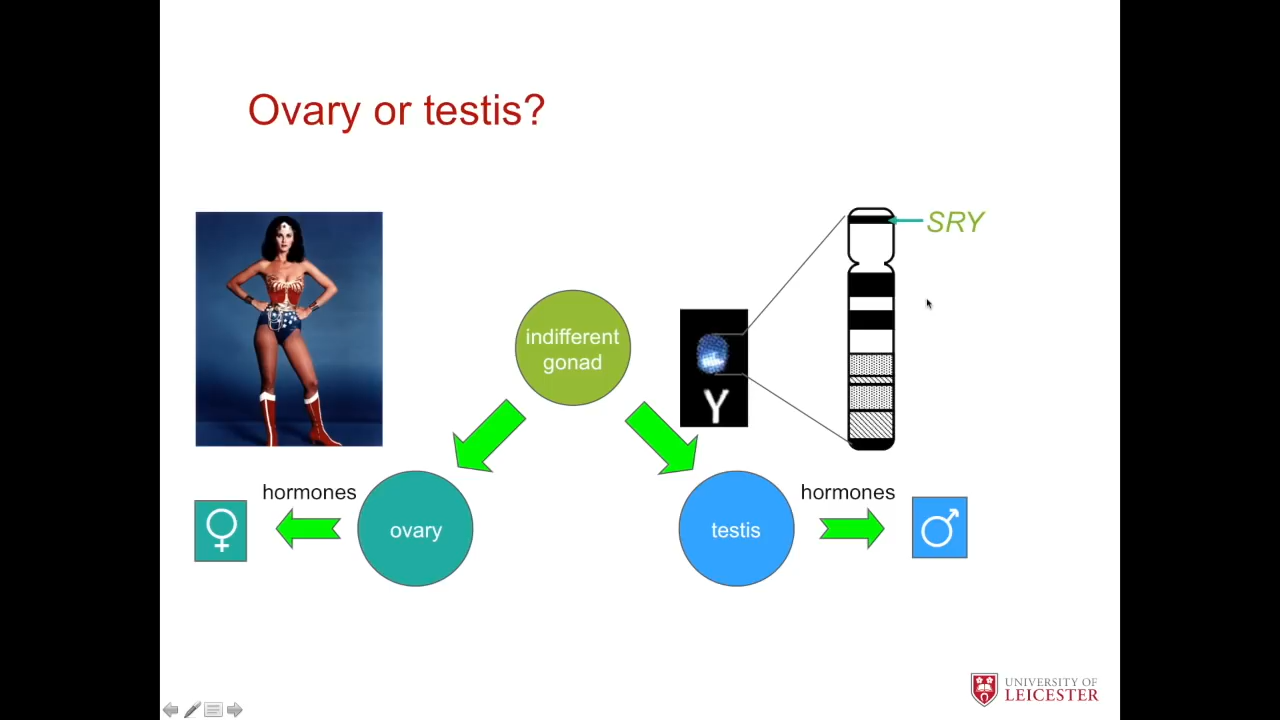 Ovary or testis?
SRY
indifferent
gonad
Y
hormones
hormones
ovary
testis
UNIVERSITY OF
LEICESTER